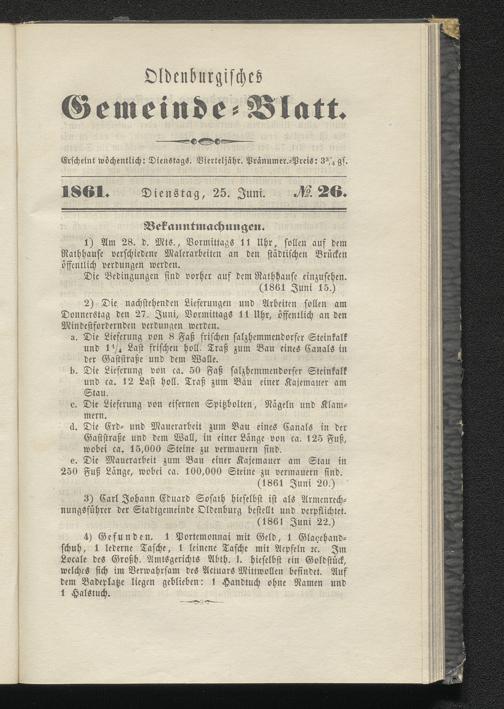 Oldenburgisches
Gemeinde-Blatt.
Erscheint wöchentlich: Dienstags. Vierteljähr. Pränumer.-Preis: 3¾ gs.
1861. Dienstag, 25. Juni. № 26.
Bekanntmachungen.
1) Am 28. d. Mts., Vormittags 11 Uhr, sollen auf dem
Rathhause verschiedene Malerarbeiten an den städtischen Brücken
öffentlich verdungen werden.
Die Bedingungen sind vorher auf dem Rathhause einzusehen.
(1861 Juni 15.)
2) Die nachstehenden Lieferungen und Arbeiten sollen am
Donnerstag den 27. Juni, Vormittags 11 Uhr, öffentlich an den
Mindestfordernden verdungen werden.
a. Die Lieferung von 8 Faß frischen salzhemmendorfer Steinkalk
und 1¼ Last frischen holl. Traß zum Bau eines Canals in
der Gaststraße und dem Walle.
b. Die Lieferung von ca. 50 Faß salzhemmendorfer Steinkalk
und ca. 12 Last holl. Traß zum Bau einer Kajemauer am
Stau.
c. Die Lieferung von eisernen Spitzbolten, Nägeln und Klam-
mern.
d. Die Erd- und Mauerarbeit zum Bau eines Canals in der
Gaststraße und dem Wall, in einer Länge von ca. 125 Fuß,
wobei ca. 15,000 Steine zu vermauern sind.
e. Die Mauerarbeit zum Bau einer Kajemauer am Stau in
250 Fuß Länge, wobei ca. 100,000 Steine zu vermauern sind.
(1861 Juni 20.)
3) Carl Johann Eduard Sosath hieselbst ist als Armenrech-
nungsführer der Stadtgemeinde Oldenburg bestellt und verpflichtet.
(1861 Juni 22.)
4) Gefunden. 1 Portemonnai mit Geld, 1 Glacehand-
schuh, 1 lederne Tasche, 1 leinene Tasche mit Aepfeln ꝛc. Im
Locale des Großh. Amtsgerichts Abth. I. hieselbst ein Goldstück,
welches sich im Verwahrsam des Actuars Mittwollen befindet. Auf
dem Badeplatze liegen geblieben: 1 Handtuch ohne Namen und
1 Halstuch.